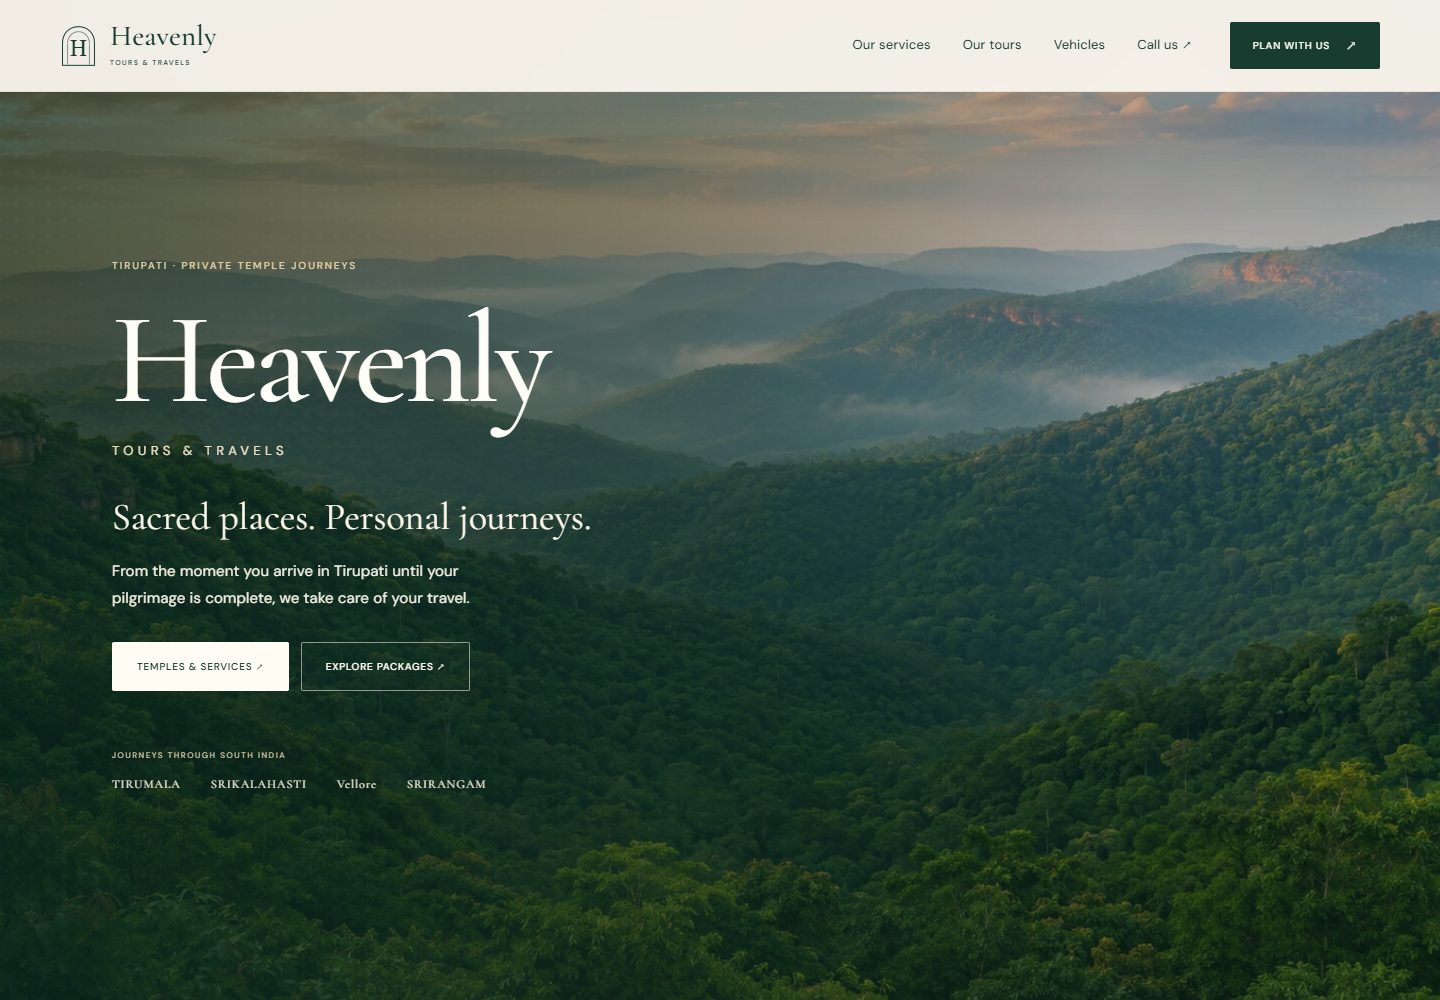 H
Heavenly
TOURS & TRAVELS
Our services
Our tours
Vehicles
Call us ↗
PLAN WITH US ↗
TIRUPATI · PRIVATE TEMPLE JOURNEYS
Heavenly
TOURS & TRAVELS
Sacred places. Personal journeys.
From the moment you arrive in Tirupati until your
pilgrimage is complete, we take care of your travel.
TEMPLES & SERVICES ↗
EXPLORE PACKAGES ↗
JOURNEYS THROUGH SOUTH INDIA
TIRUMALA SRIKALAHASTI Vellore SRIRANGAM